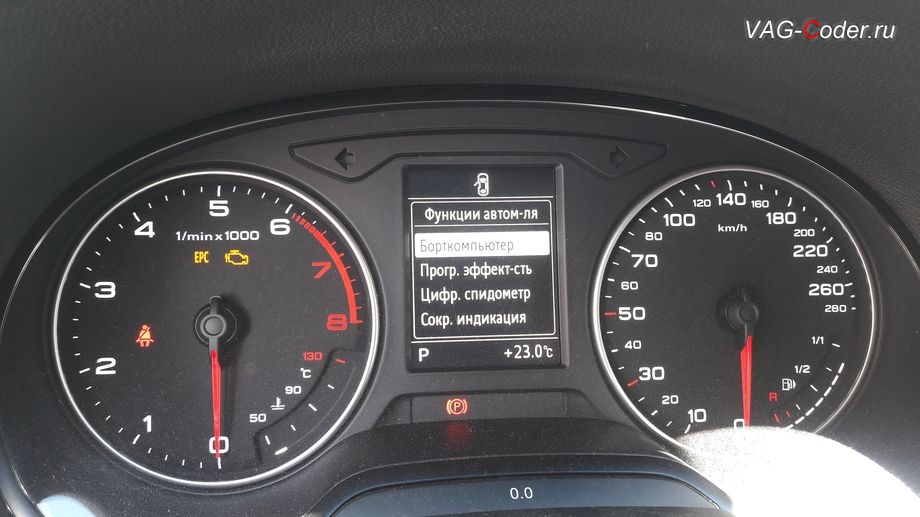 VAG-Coder.ru
1/min x 1000
EPC
0
1
2
3
4
5
6
7
8
50
90
130
°C
Функции автом-ля
Борткомпьютер
Прогр. эффект-сть
Цифр. спидометр
Сокр. индикация
P +23.0°C
(P)
km/h
0
10
20
30
40
50
60
70
80
100
120
140
160
180
200
220
240
260
280
1/1
1/2
R
0.0